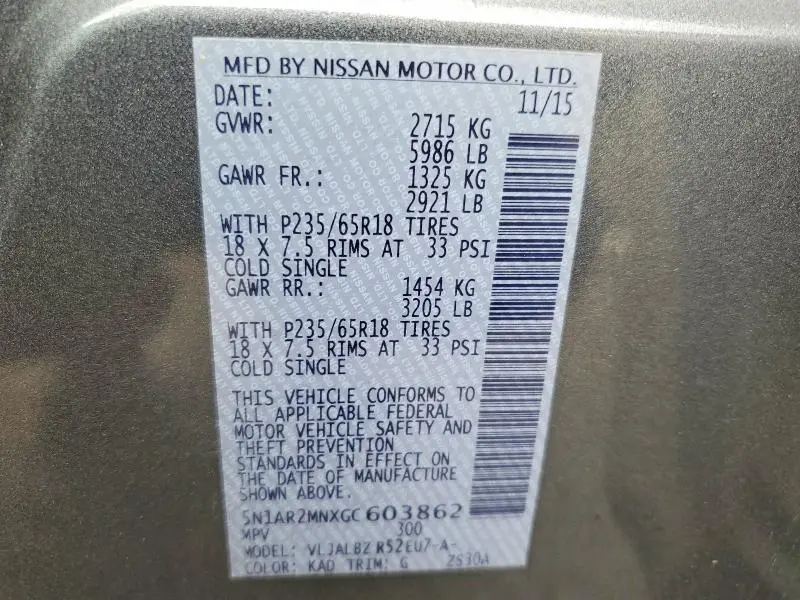 MFD BY NISSAN MOTOR CO., LTD.
DATE: 11/15
GVWR: 2715 KG
5986 LB
GAWR FR.: 1325 KG
2921 LB
WITH P235/65R18 TIRES
18 X 7.5 RIMS AT 33 PSI
COLD SINGLE
GAWR RR.: 1454 KG
3205 LB
WITH P235/65R18 TIRES
18 X 7.5 RIMS AT 33 PSI
COLD SINGLE
THIS VEHICLE CONFORMS TO
ALL APPLICABLE FEDERAL
MOTOR VEHICLE SAFETY AND
THEFT PREVENTION
STANDARDS IN EFFECT ON
THE DATE OF MANUFACTURE
SHOWN ABOVE.
5N1AR2MNXGC603862
MPV 300
MODEL: VLJALBZ R52EU7-A-
COLOR: KAD TRIM: G Z630A